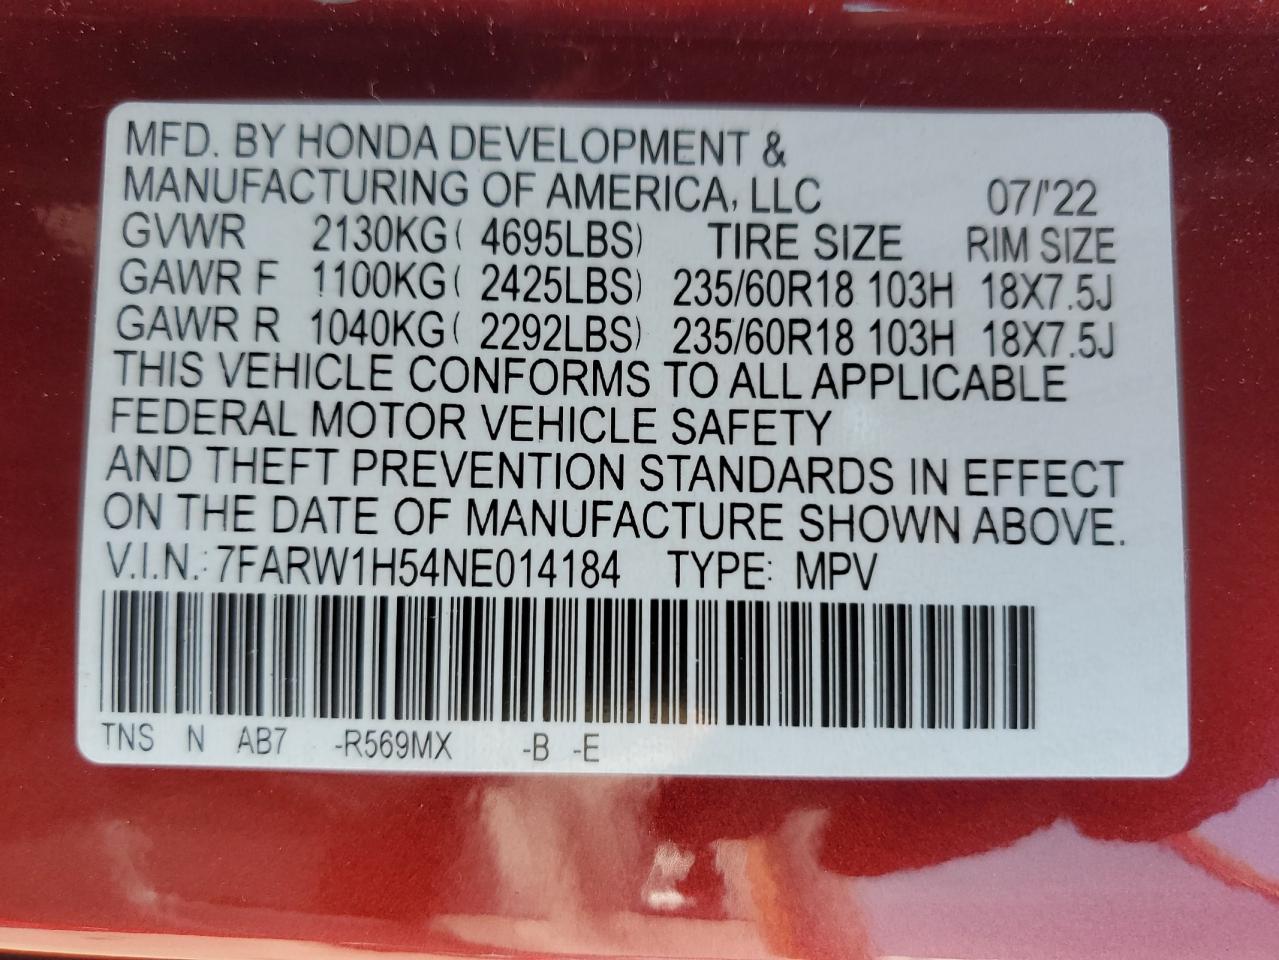 MFD. BY HONDA DEVELOPMENT &
MANUFACTURING OF AMERICA, LLC 07/'22
GVWR 2130KG( 4695LBS) TIRE SIZE RIM SIZE
GAWR F 1100KG( 2425LBS) 235/60R18 103H 18X7.5J
GAWR R 1040KG( 2292LBS) 235/60R18 103H 18X7.5J
THIS VEHICLE CONFORMS TO ALL APPLICABLE
FEDERAL MOTOR VEHICLE SAFETY
AND THEFT PREVENTION STANDARDS IN EFFECT
ON THE DATE OF MANUFACTURE SHOWN ABOVE.
V.I.N.: 7FARW1H54NE014184 TYPE: MPV
TNS N AB7 -R569MX -B -E